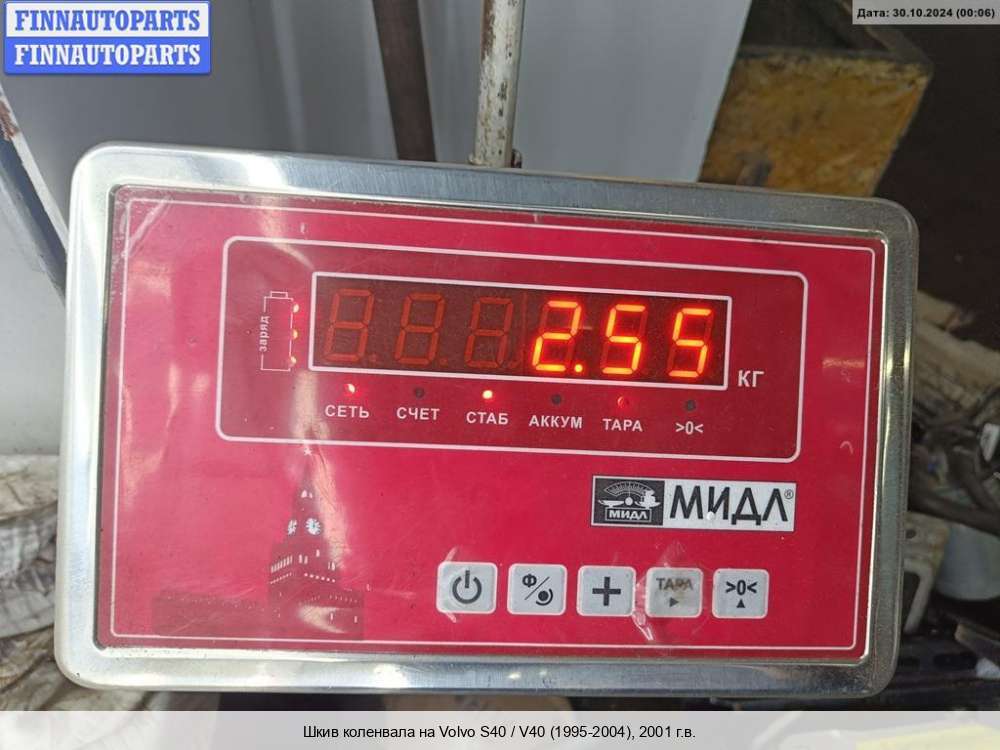 FINNAUTOPARTS
FINNAUTOPARTS
Дата: 30.10.2024 (00:06)
заряд
2.55
КГ
СЕТЬ СЧЕТ СТАБ АККУМ ТАРА >0<
МИДЛ МИДЛ®
Ф ТАРА >0<
Шкив коленвала на Volvo S40 / V40 (1995-2004), 2001 г.в.